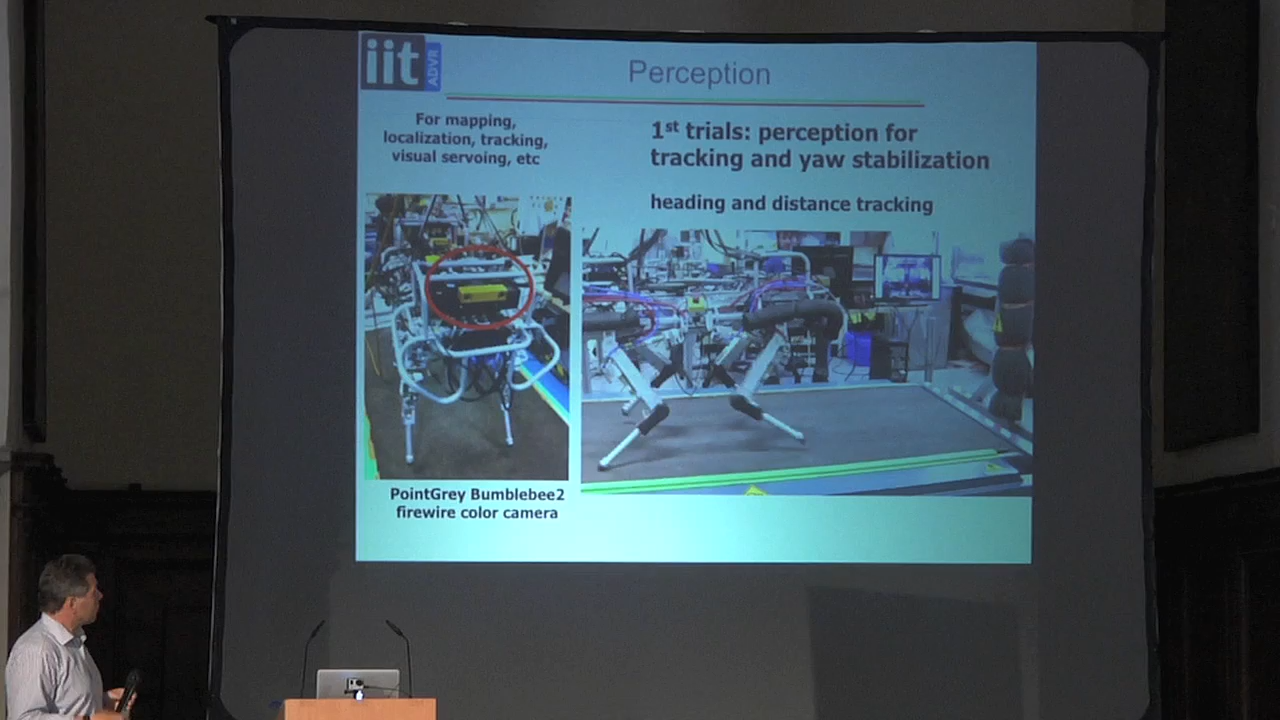 iit
ADVR
Perception
For mapping,
localization, tracking,
visual servoing, etc
1st trials: perception for
tracking and yaw stabilization
heading and distance tracking
PointGrey Bumblebee2
firewire color camera